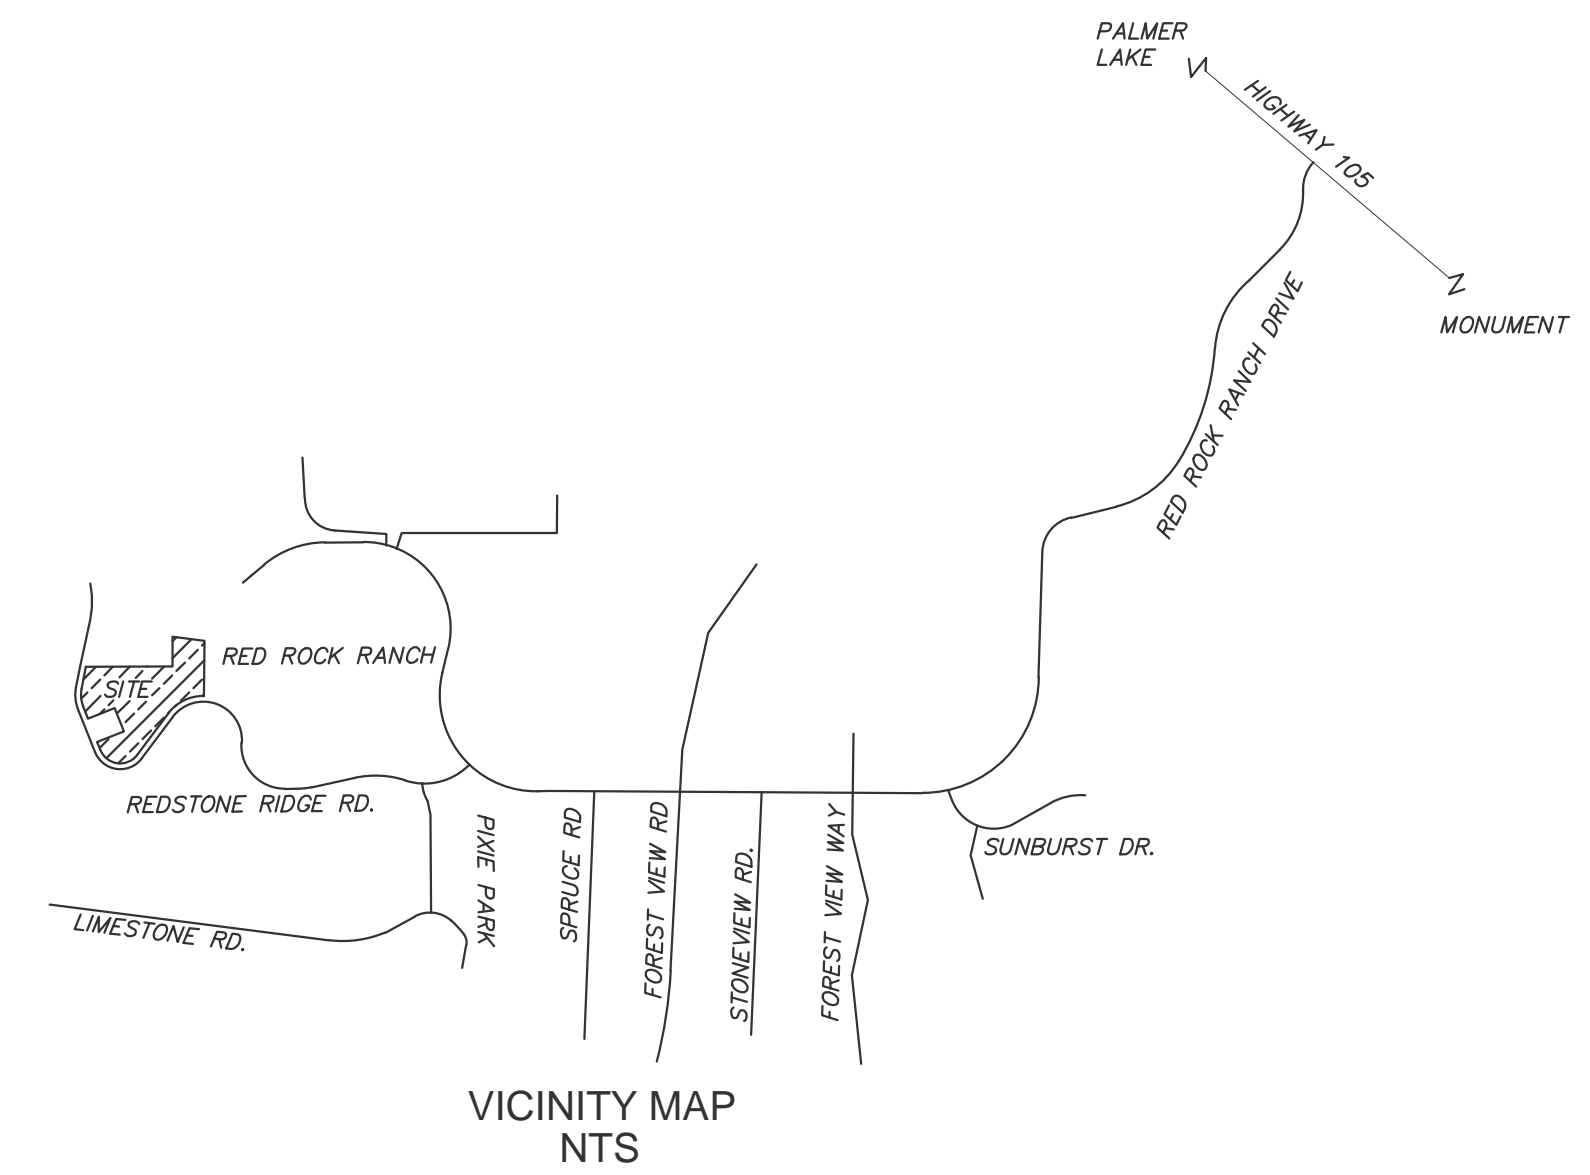 PALMER
LAKE
HIGHWAY 105
MONUMENT
RED ROCK RANCH DRIVE
RED ROCK RANCH
SITE
REDSTONE RIDGE RD.
PIXIE PARK
SPRUCE RD
FOREST VIEW RD
STONEVIEW RD.
FOREST VIEW WAY
SUNBURST DR.
LIMESTONE RD.
VICINITY MAP
NTS